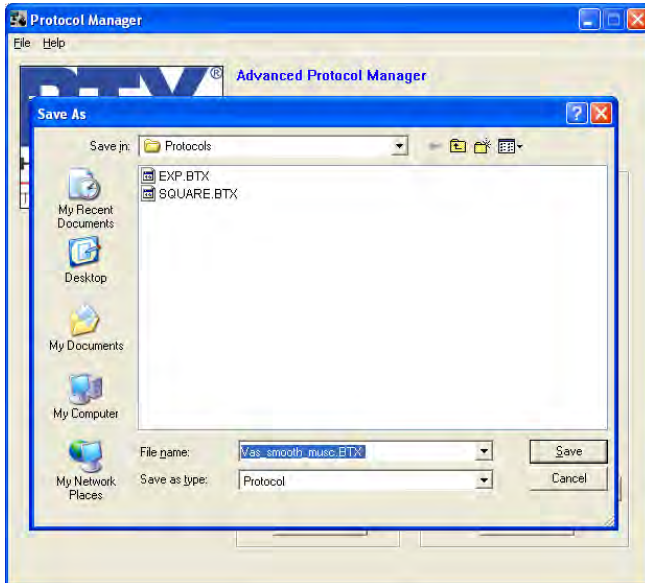 Protocol Manager
File Help
®
Advanced Protocol Manager
Save As
Save in: Protocols
EXP.BTX
SQUARE.BTX
My Recent
Documents
Desktop
My Documents
My Computer
My Network
Places
File name: Vas_smooth_musc.BTX Save
Save as type: Protocol Cancel